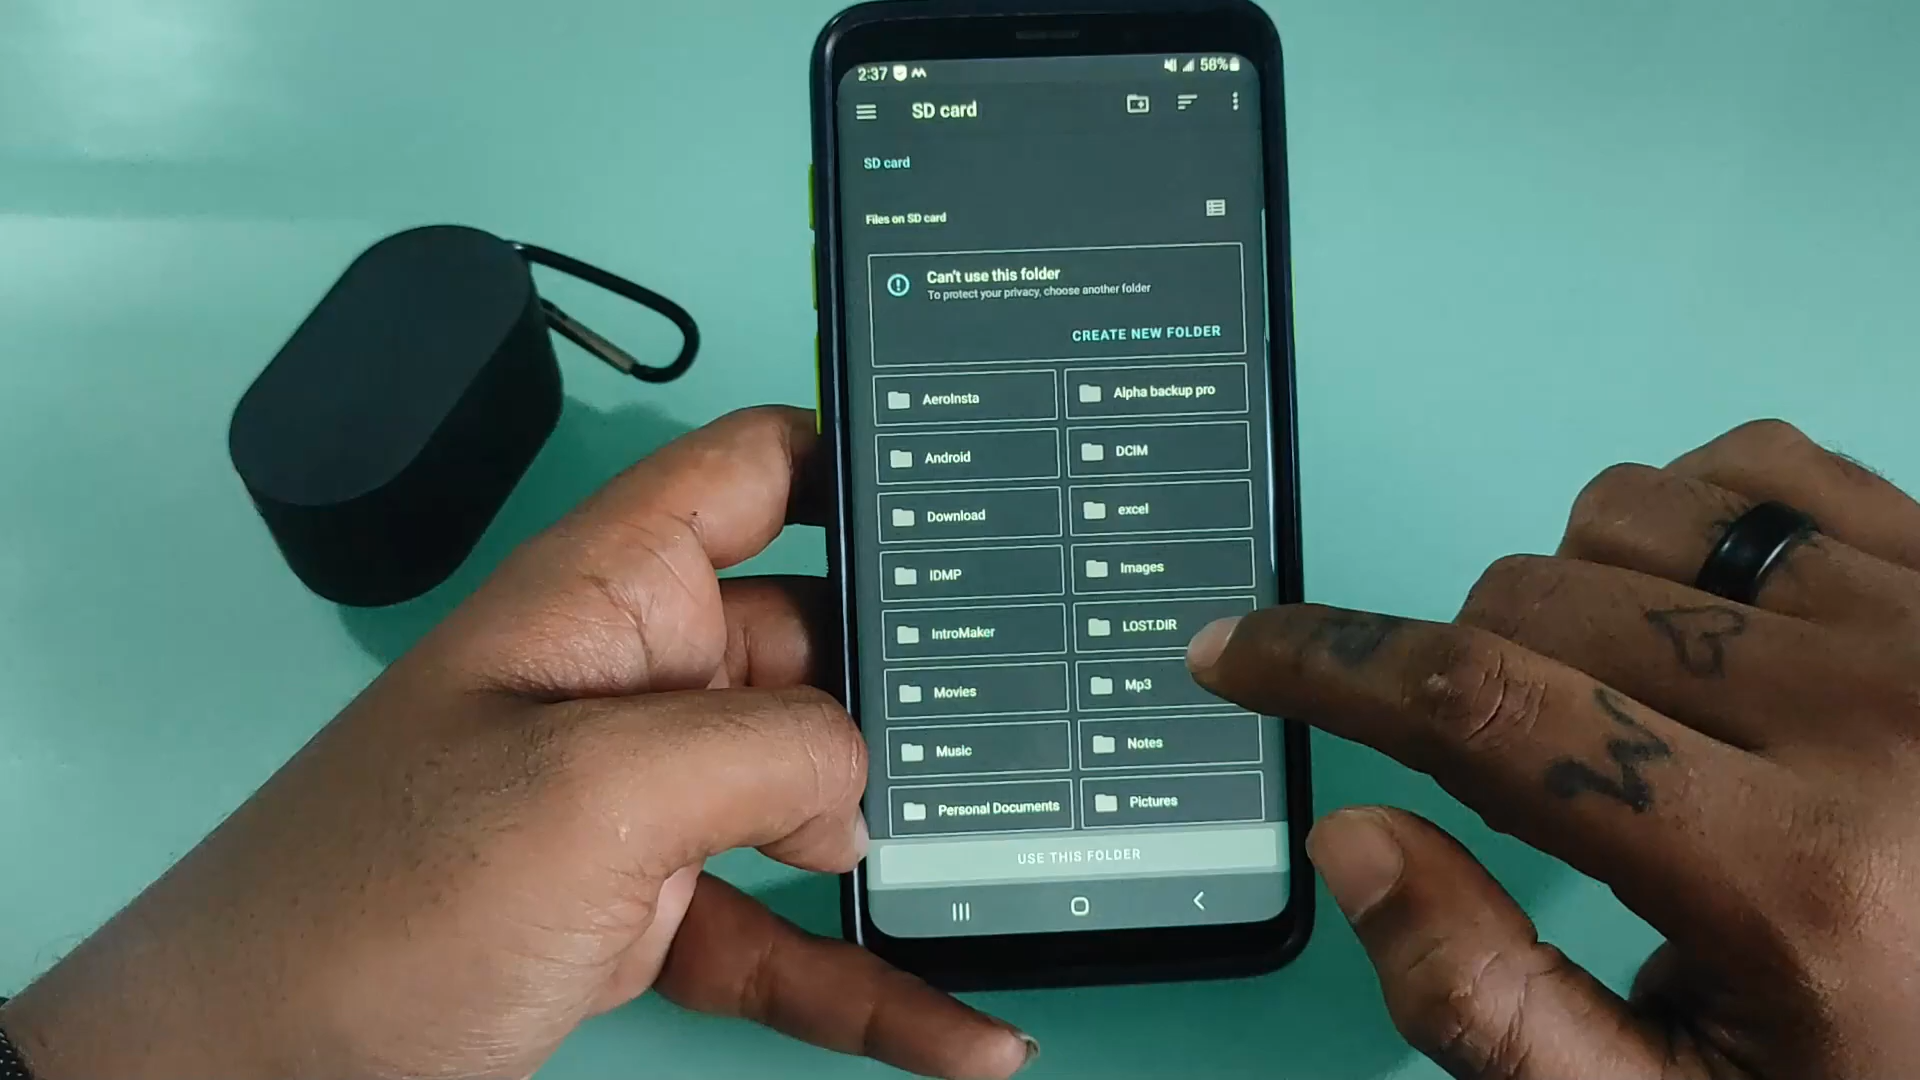 2:37 58%
SD card
SD card
Files on SD card
Can't use this folder
To protect your privacy, choose another folder
CREATE NEW FOLDER
AeroInsta Alpha backup pro
Android DCIM
Download excel
IDMP Images
IntroMaker LOST.DIR
Movies Mp3
Music Notes
Personal Documents Pictures
USE THIS FOLDER